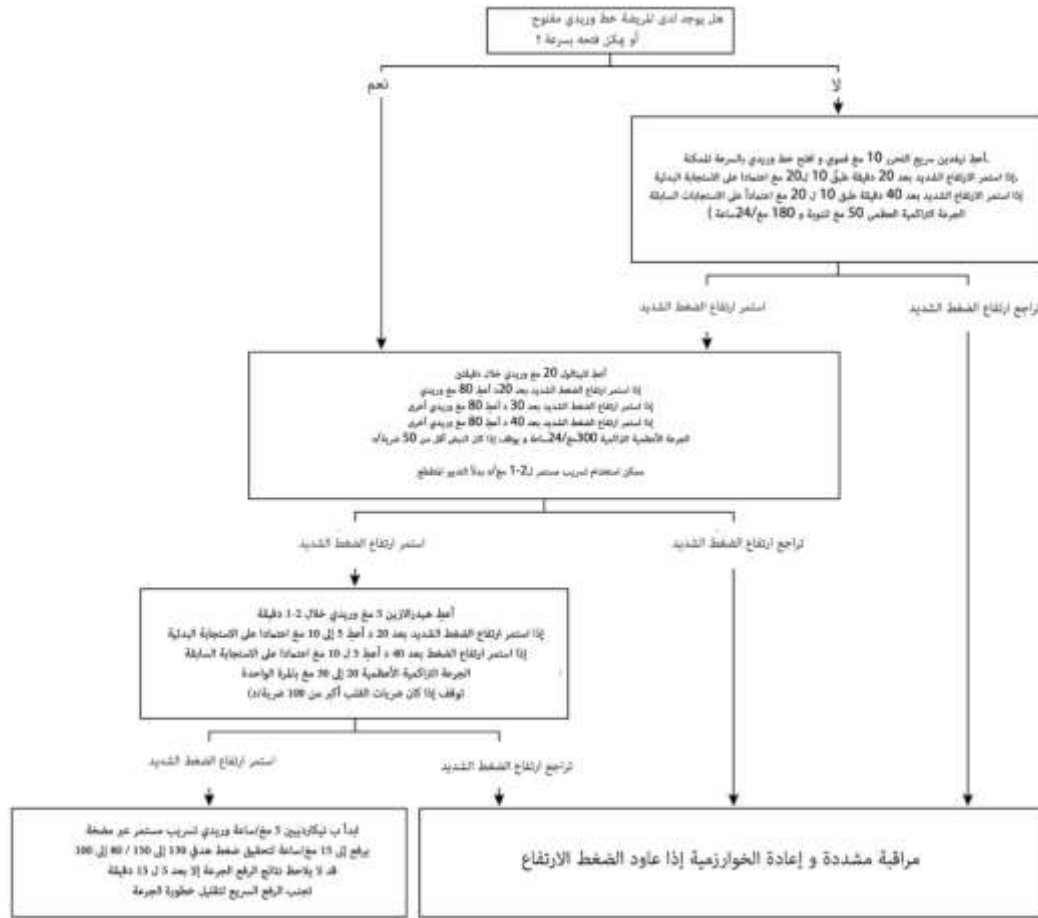 هل يوجد لدى المريضة خط وريدي مفتوح
أو يمكن فتحه بسرعة ؟
لا
نعم
أعطِ نيفدين سريع التحرر 10 مغ فموي و افتح خط وريدي بالسرعة الممكنة.
إذا استمر الارتفاع الشديد بعد 20 دقيقة طبق 10 ل20 مغ اعتمادا على الاستجابة البدئية.
إذا استمر الارتفاع الشديد بعد 40 دقيقة طبق 10 ل 20 مغ اعتماداً على الاستجابات السابقة
الجرعة التراكمية العظمى 50 مغ للنوبة و 180 مغ/24ساعة )
تراجع ارتفاع الضغط الشديد
استمر ارتفاع الضغط الشديد
أعطِ لابيتالول 20 مغ وريدي خلال دقيقتين
إذا استمر ارتفاع الضغط الشديد بعد 20د أعطِ 80 مغ وريدي
إذا استمر ارتفاع الضغط الشديد بعد 30 د أعطِ 80 مغ وريدي أخرى
إذا استمر ارتفاع الضغط الشديد بعد 40 د أعطِ 80 مغ وريدي أخرى
الجرعة الأعظمية التراكمية 300مغ/24ساعة و يوقف إذا كان النبض أقل من 50 ضربة/د
ممكن استخدام تسريب مستمر ل1-2 مغ/د بدلاً التدبير المتقطع.
تراجع ارتفاع الضغط الشديد
استمر ارتفاع الضغط الشديد
أعطِ هيدرالازين 5 مغ وريدي خلال 1-2 دقيقة
إذا استمر ارتفاع الضغط الشديد بعد 20 د أعطِ 5 إلى 10 مغ اعتمادا على الاستجابة البدئية
إذا استمر ارتفاع الضغط بعد 40 د أعطِ 5 ل 10 مغ اعتمادا على الاستجابة السابقة
الجرعة التراكمية الأعظمية 20 إلى 30 مغ بالمرة الواحدة
توقف إذا كان ضربات القلب أكبر من 100 ضربة/د)
تراجع ارتفاع الضغط الشديد
استمر ارتفاع الضغط الشديد
مراقبة مشددة و إعادة الخوارزمية إذا عاود الضغط الارتفاع
ابدأ ب نيكارديبين 5 مغ/ساعة وريدي تسريب مستمر عبر مضخة
يرفع إلى 15 مغ/ساعة لتحقيق ضغط هدفي 130 إلى 150 / 80 إلى 100
قد لا يلاحظ نتائج الرفع الجرعة إلا بعد 5 ل 15 دقيقة
تجنب الرفع السريع لتقليل خطورة الجرعة